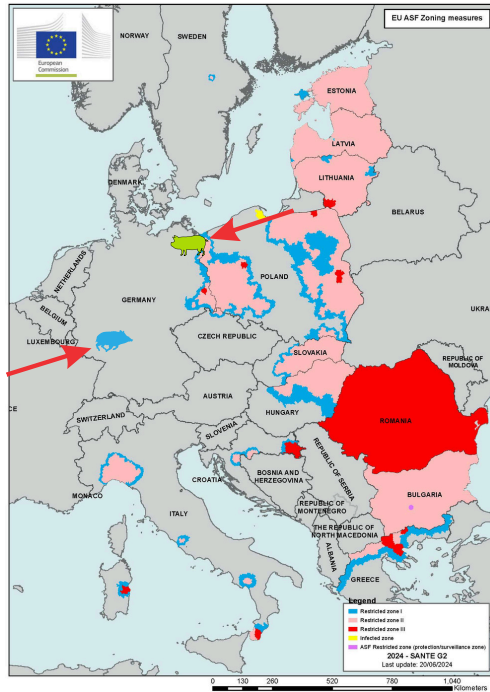 EU ASF Zoning measures
European
Commission
NORWAY
SWEDEN
ESTONIA
LATVIA
LITHUANIA
DENMARK
BELARUS
NETHERLANDS
BELGIUM
LUXEMBOURG
GERMANY
POLAND
UKRA
CZECH REPUBLIC
SLOVAKIA
REPUBLIC OF
MOLDOVA
AUSTRIA
HUNGARY
CE
SWITZERLAND
SLOVENIA
ROMANIA
CROATIA
BOSNIA AND
HERZEGOVINA
REPUBLIC OF SERBIA
MONACO
ITALY
REPUBLIC OF
MONTENEGRO
BULGARIA
THE REPUBLIC OF
NORTH MACEDONIA
ALBANIA
GREECE
Legend
Restricted zone I
Restricted zone II
Restricted zone III
Infected zone
ASF Restricted zone (protection/surveillance zone)
2024 - SANTE G2
Last update: 20/06/2024
0 130 260 520 780 1,040
Kilometers